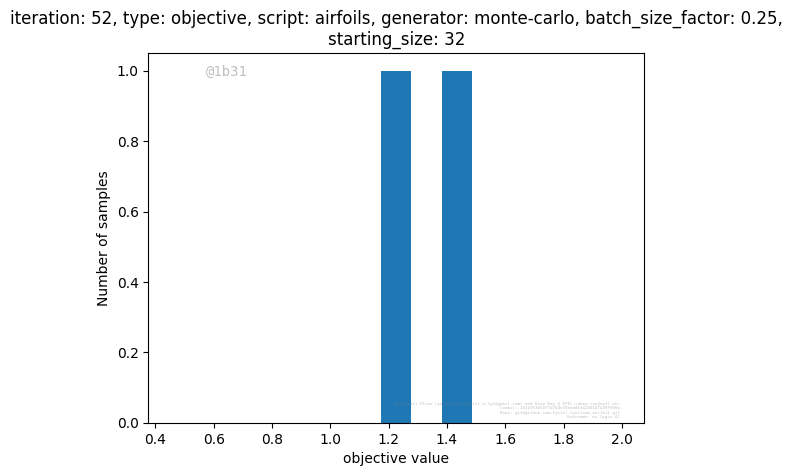 iteration: 52, type: objective, script: airfoils, generator: monte-carlo, batch_size_factor: 0.25,
starting_size: 32
@1b31
1.0
0.8
0.6
0.4
0.2
0.0
Number of samples
0.4 0.6 0.8 1.0 1.2 1.4 1.6 1.8 2.0
objective value